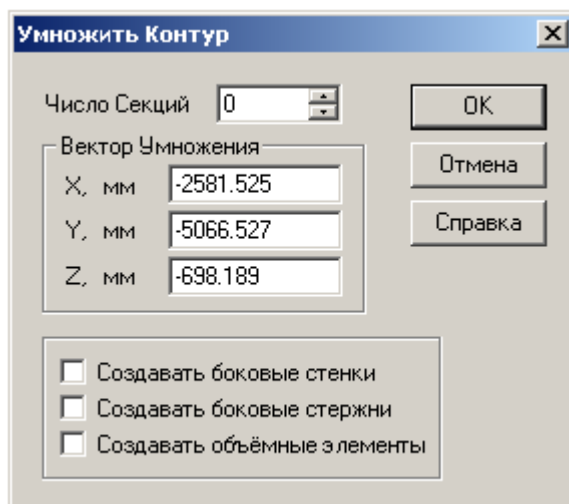 Умножить Контур
Число Секций 0 OK
Вектор Умножения
X, мм -2581.525 Отмена
Y, мм -5066.527 Справка
Z, мм -698.189
Создавать боковые стенки
Создавать боковые стержни
Создавать объёмные элементы